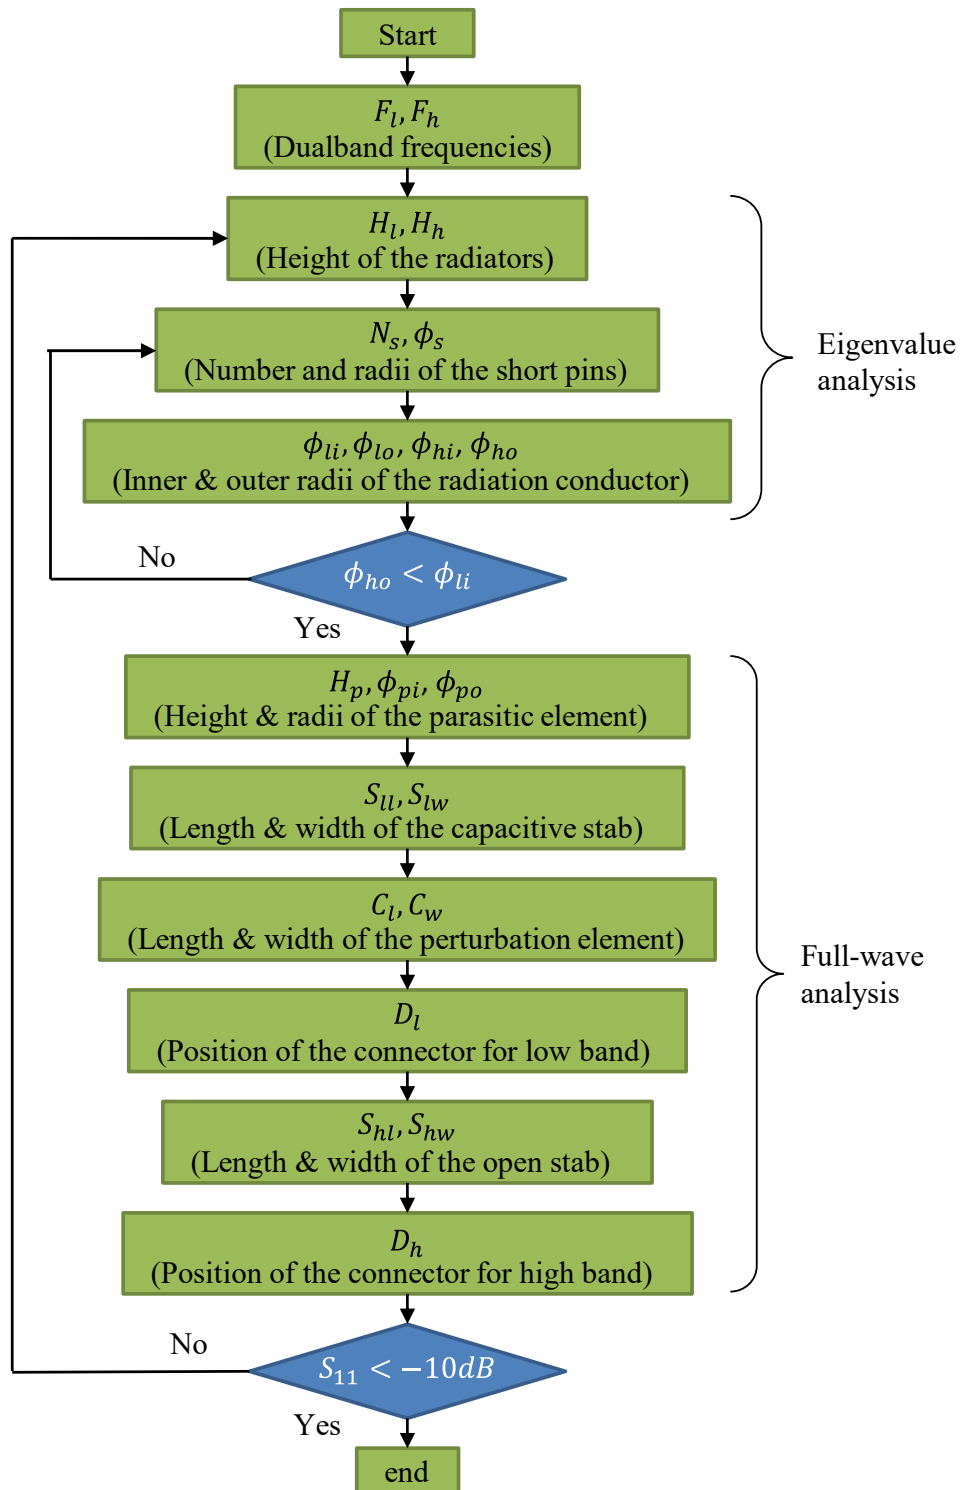 Start
F_l, F_h
(Dualband frequencies)
H_l, H_h
(Height of the radiators)
N_s, ϕ_s
(Number and radii of the short pins)
Eigenvalue
analysis
ϕ_li, ϕ_lo, ϕ_hi, ϕ_ho
(Inner & outer radii of the radiation conductor)
No
ϕ_ho < ϕ_li
Yes
H_p, ϕ_pi, ϕ_po
(Height & radii of the parasitic element)
S_ll, S_lw
(Length & width of the capacitive stab)
C_l, C_w
(Length & width of the perturbation element)
Full-wave
analysis
D_l
(Position of the connector for low band)
S_hl, S_hw
(Length & width of the open stab)
D_h
(Position of the connector for high band)
No
S_11 < −10dB
Yes
end